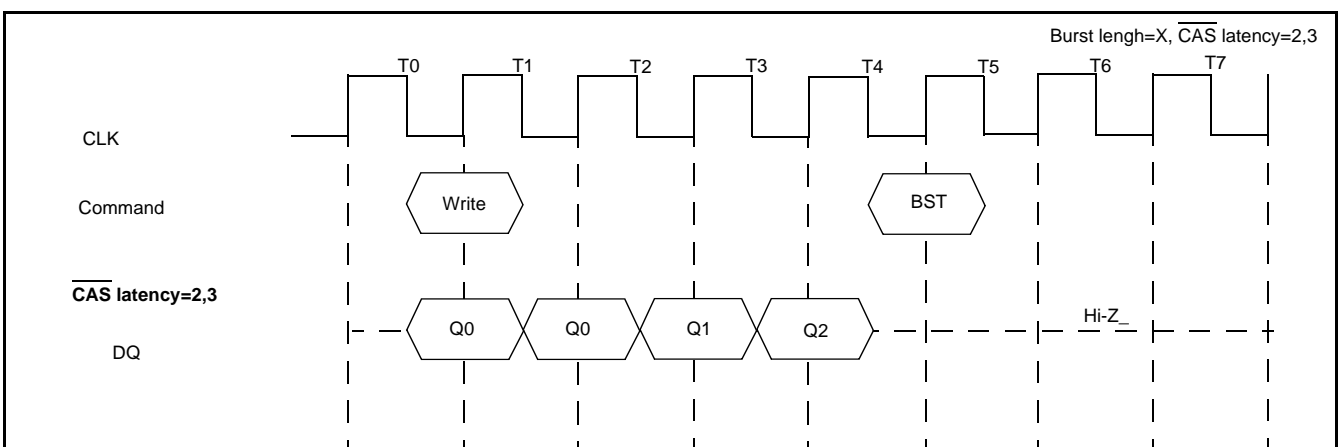 Burst lengh=X, CAS latency=2,3
T0 T1 T2 T3 T4 T5 T6 T7
CLK
Command Write BST
CAS latency=2,3
Q0 Q0 Q1 Q2 Hi-Z_
DQ